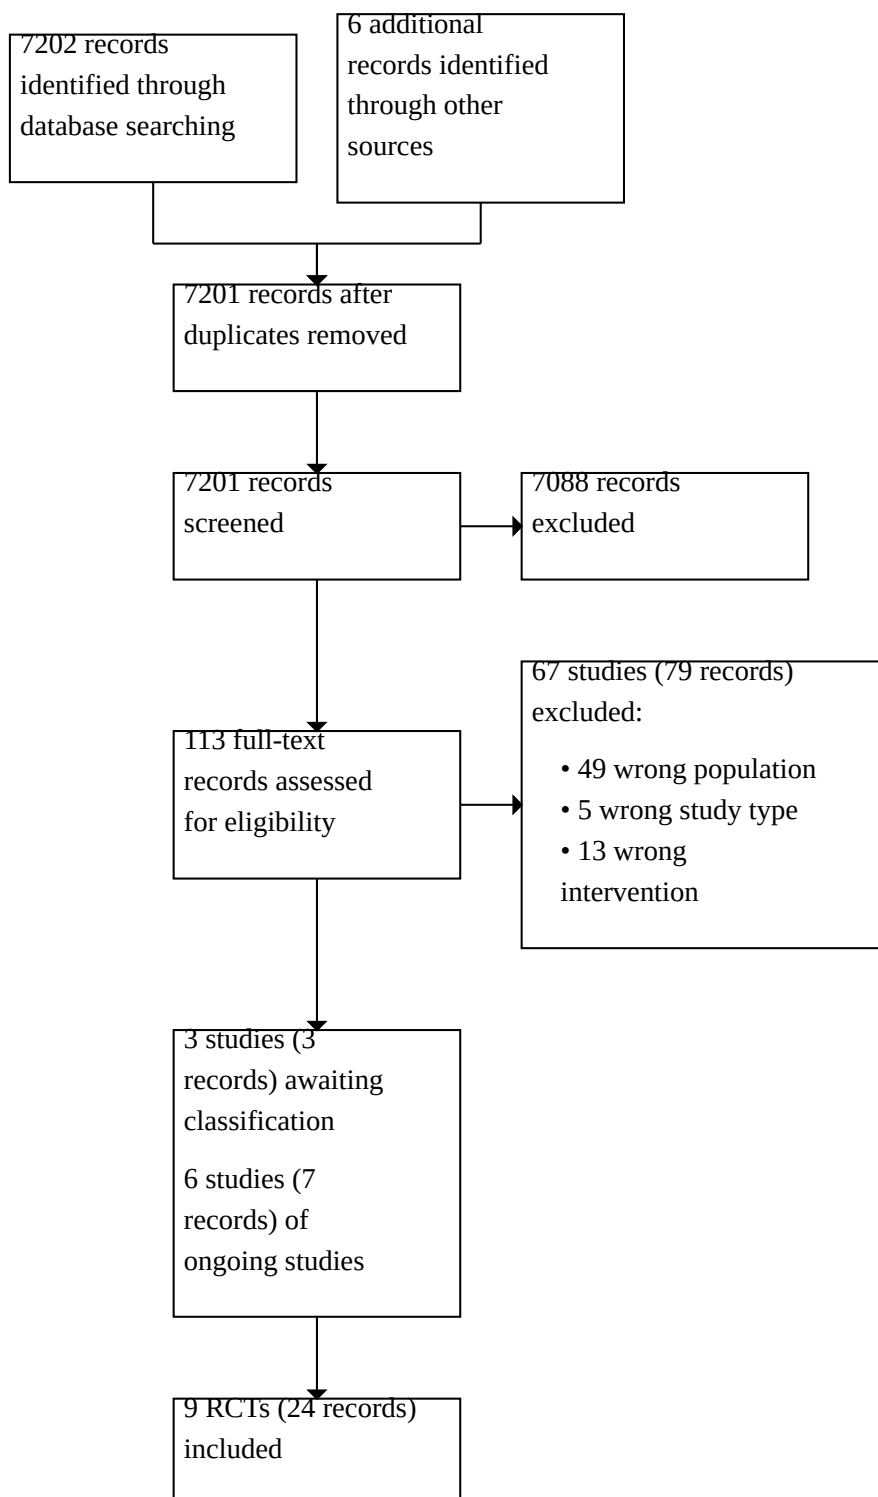 7202 records
identified through
database searching
6 additional
records identified
through other
sources
7201 records after
duplicates removed
7201 records
screened
7088 records
excluded
113 full-text
records assessed
for eligibility
67 studies (79 records)
excluded:
• 49 wrong population
• 5 wrong study type
• 13 wrong
intervention
3 studies (3
records) awaiting
classification
6 studies (7
records) of
ongoing studies
9 RCTs (24 records)
included